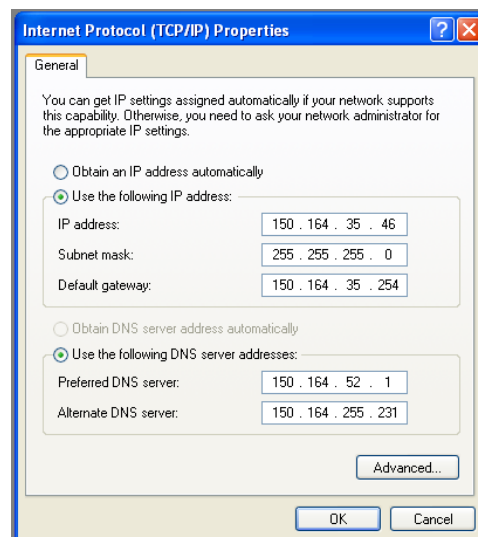 Internet Protocol (TCP/IP) Properties
General
You can get IP settings assigned automatically if your network supports
this capability. Otherwise, you need to ask your network administrator for
the appropriate IP settings.
Obtain an IP address automatically
Use the following IP address:
IP address: 150 . 164 . 35 . 46
Subnet mask: 255 . 255 . 255 . 0
Default gateway: 150 . 164 . 35 . 254
Obtain DNS server address automatically
Use the following DNS server addresses:
Preferred DNS server: 150 . 164 . 52 . 1
Alternate DNS server: 150 . 164 . 255 . 231
Advanced...
OK Cancel